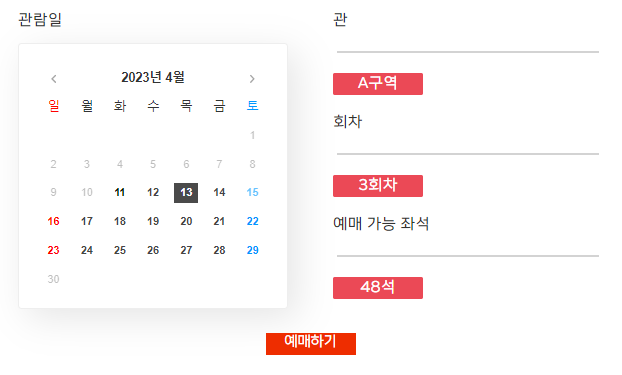 관람일
2023년 4월
일 월 화 수 목 금 토
1
2 3 4 5 6 7 8
9 10 11 12 13 14 15
16 17 18 19 20 21 22
23 24 25 26 27 28 29
30
관
A구역
회차
3회차
예매 가능 좌석
48석
예매하기